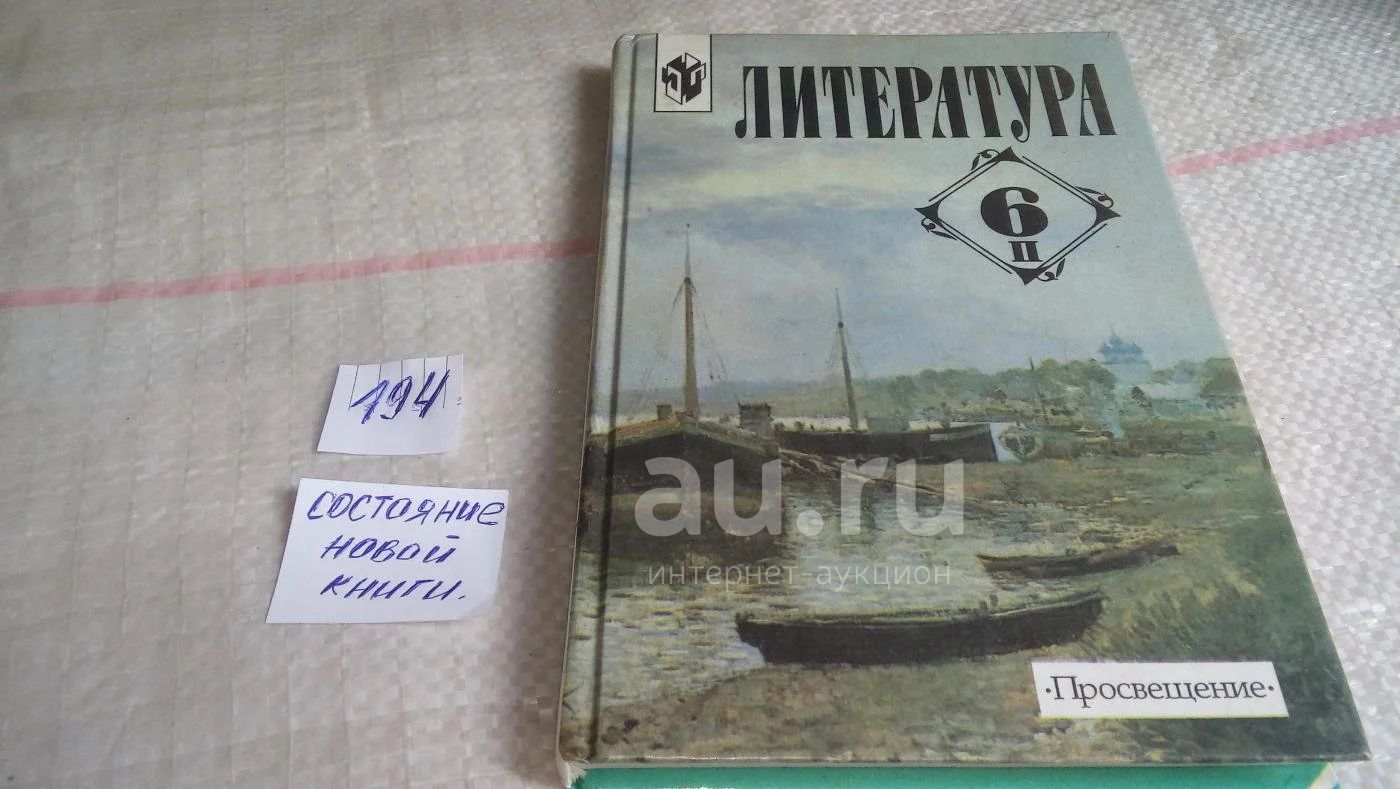 ЛИТЕРАТУРА
6
II
194
состояние
новой
книги.
au.ru
интернет-аукцион
·Просвещение·